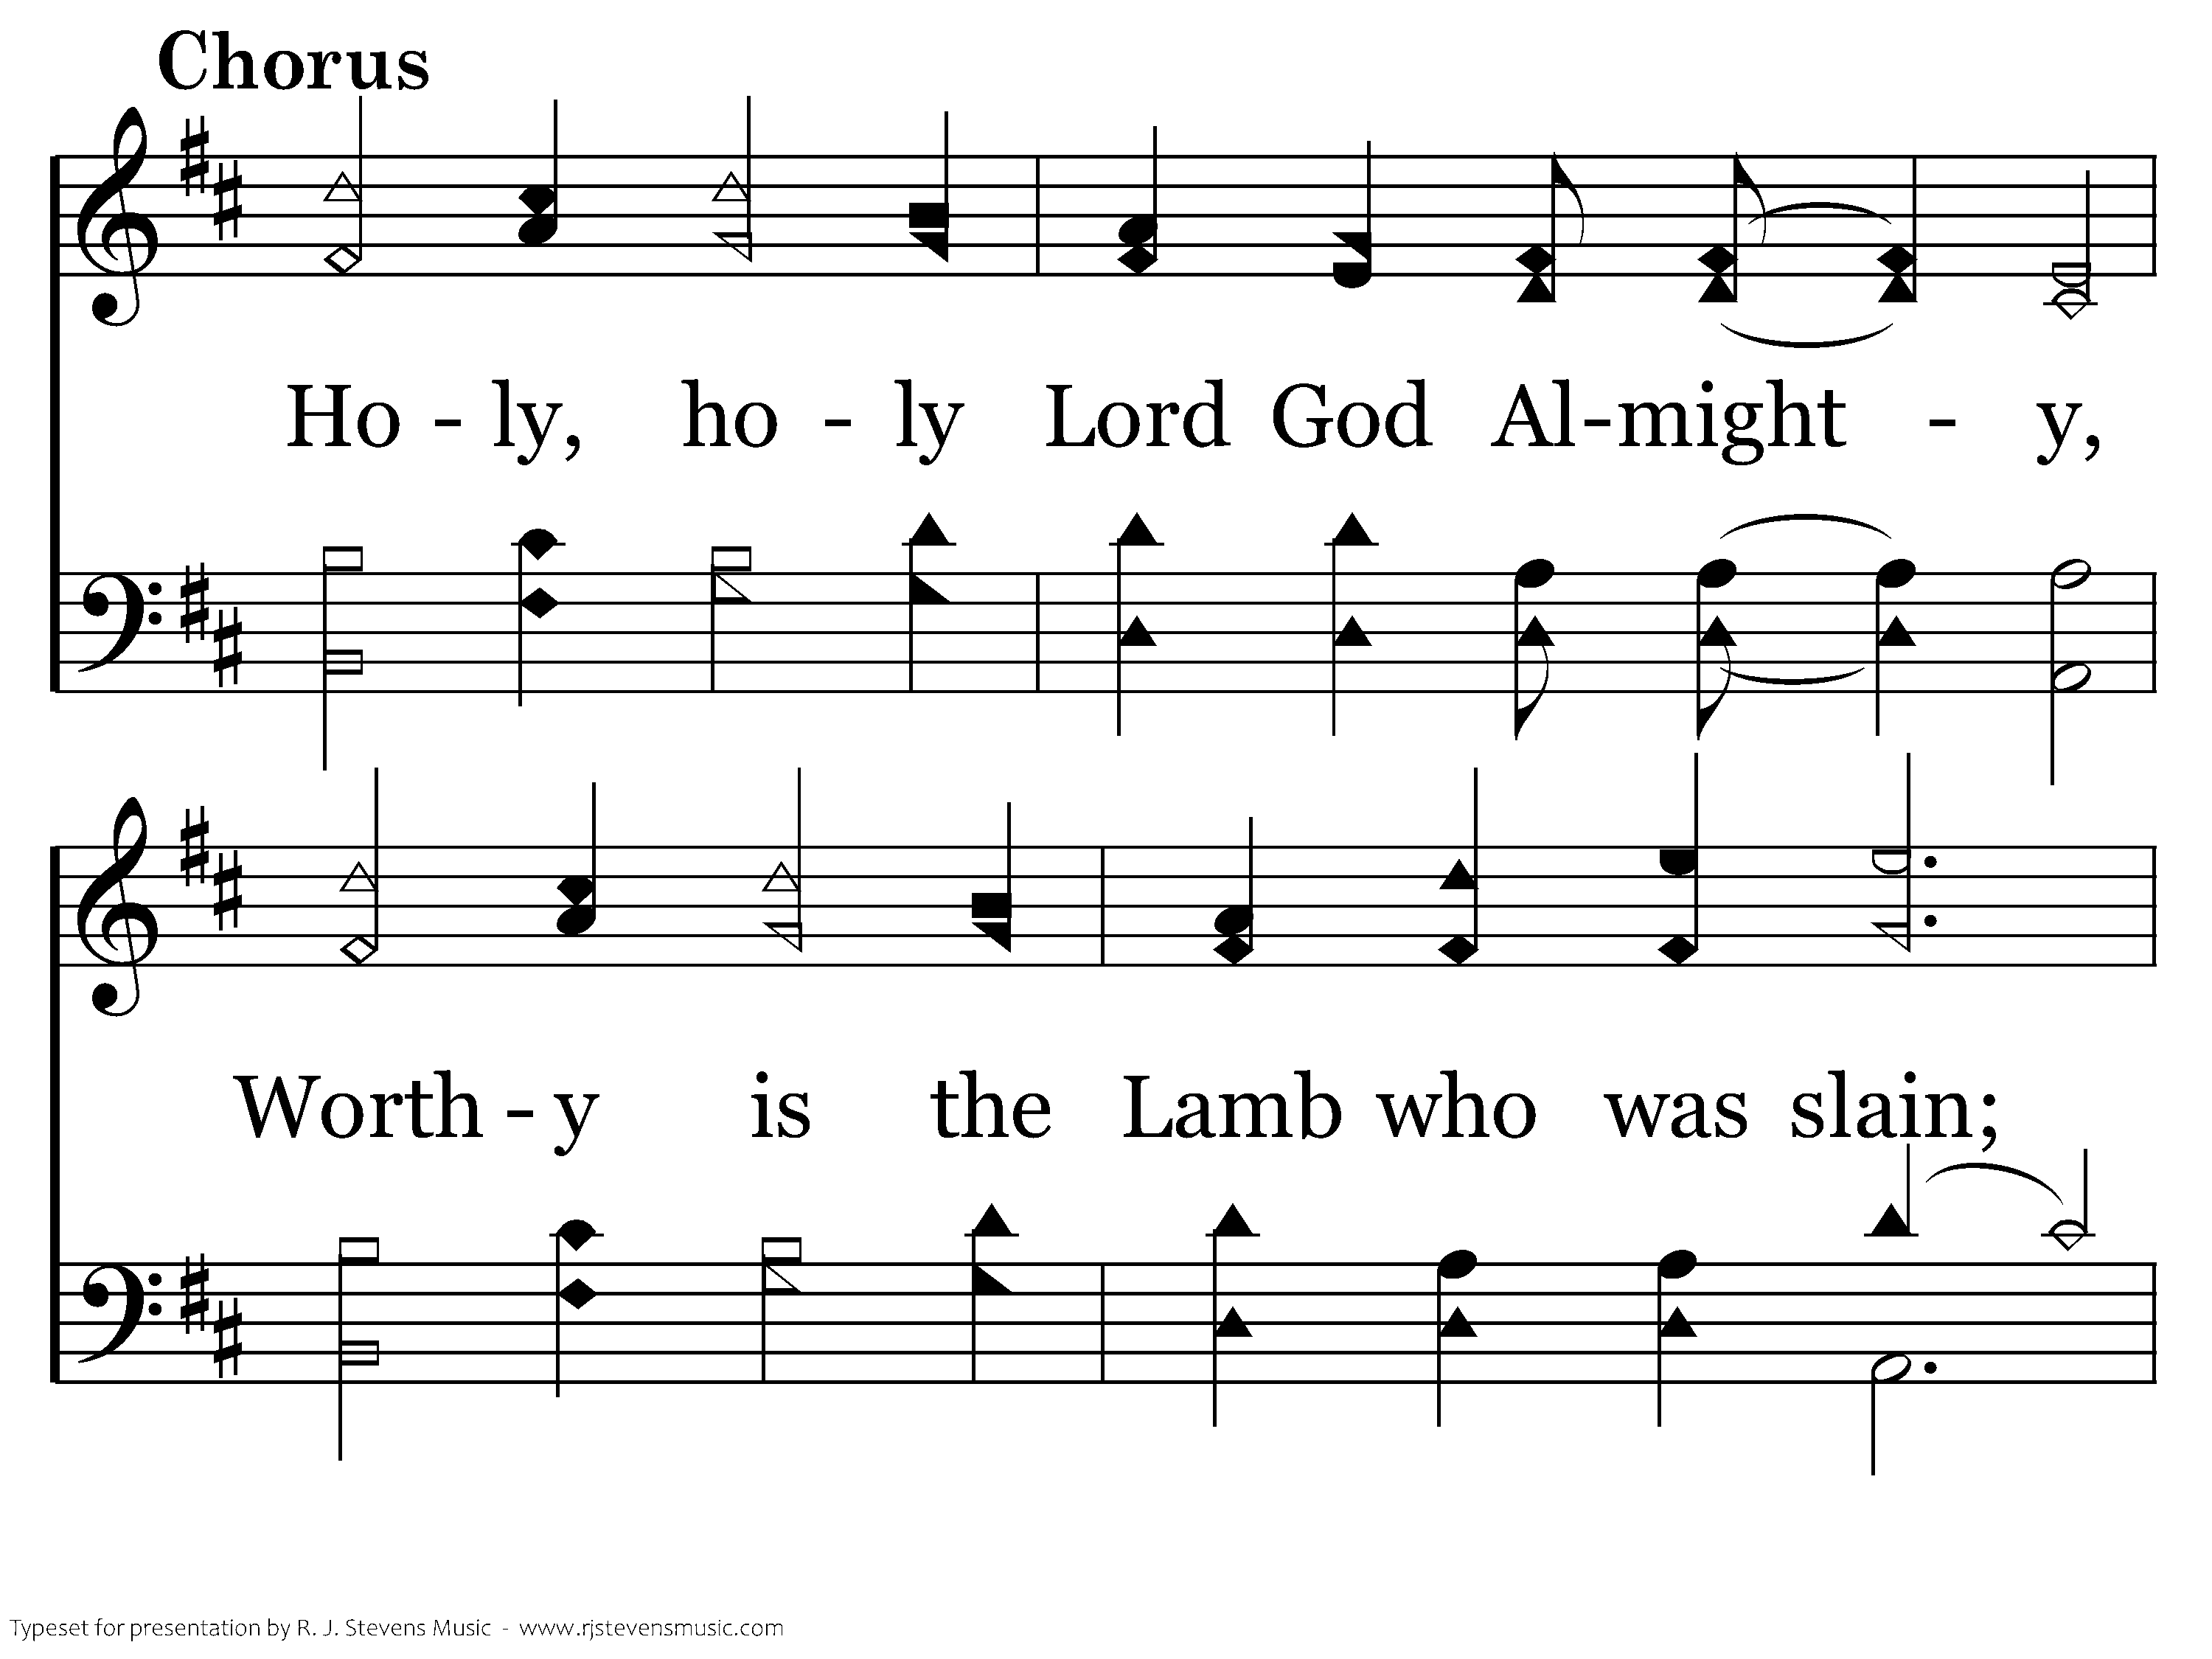 Chorus
Ho - ly, ho - ly Lord God Al-might - y,
Worth - y is the Lamb who was slain;
Typeset for presentation by R. J. Stevens Music - www.rjstevensmusic.com